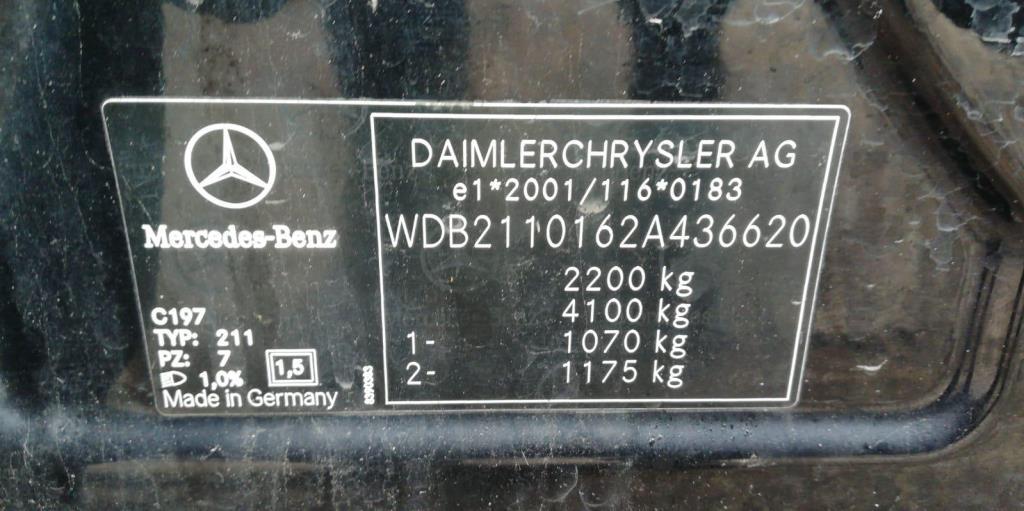 Mercedes-Benz
C197
TYP: 211
PZ: 7
1,0%
1,5
Made in Germany
DAIMLERCHRYSLER AG
e1*2001/116*0183
WDB2110162A436620
2200 kg
4100 kg
1- 1070 kg
2- 1175 kg